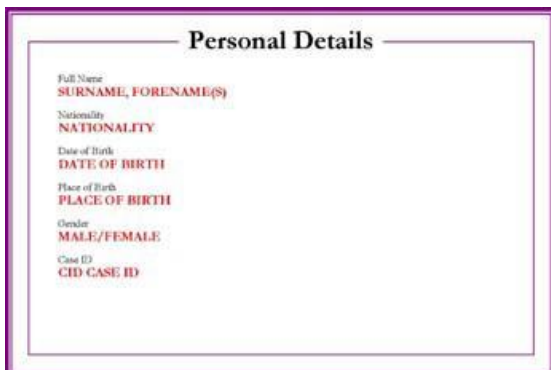 Personal Details
Full Name
SURNAME, FORENAME(S)
Nationality
NATIONALITY
Date of Birth
DATE OF BIRTH
Place of Birth
PLACE OF BIRTH
Gender
MALE/FEMALE
Case ID
CID CASE ID